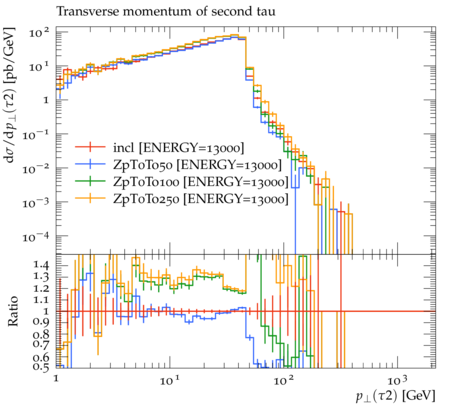 Transverse momentum of second tau
dσ/dp⊥(τ2) [pb/GeV]
10²
10¹
1
10⁻¹
10⁻²
10⁻³
10⁻⁴
incl [ENERGY=13000]
ZpToTo50 [ENERGY=13000]
ZpToTo100 [ENERGY=13000]
ZpToTo250 [ENERGY=13000]
Ratio
1.4
1.3
1.2
1.1
1
0.9
0.8
0.7
0.6
0.5
1 10¹ 10² 10³
p⊥(τ2) [GeV]